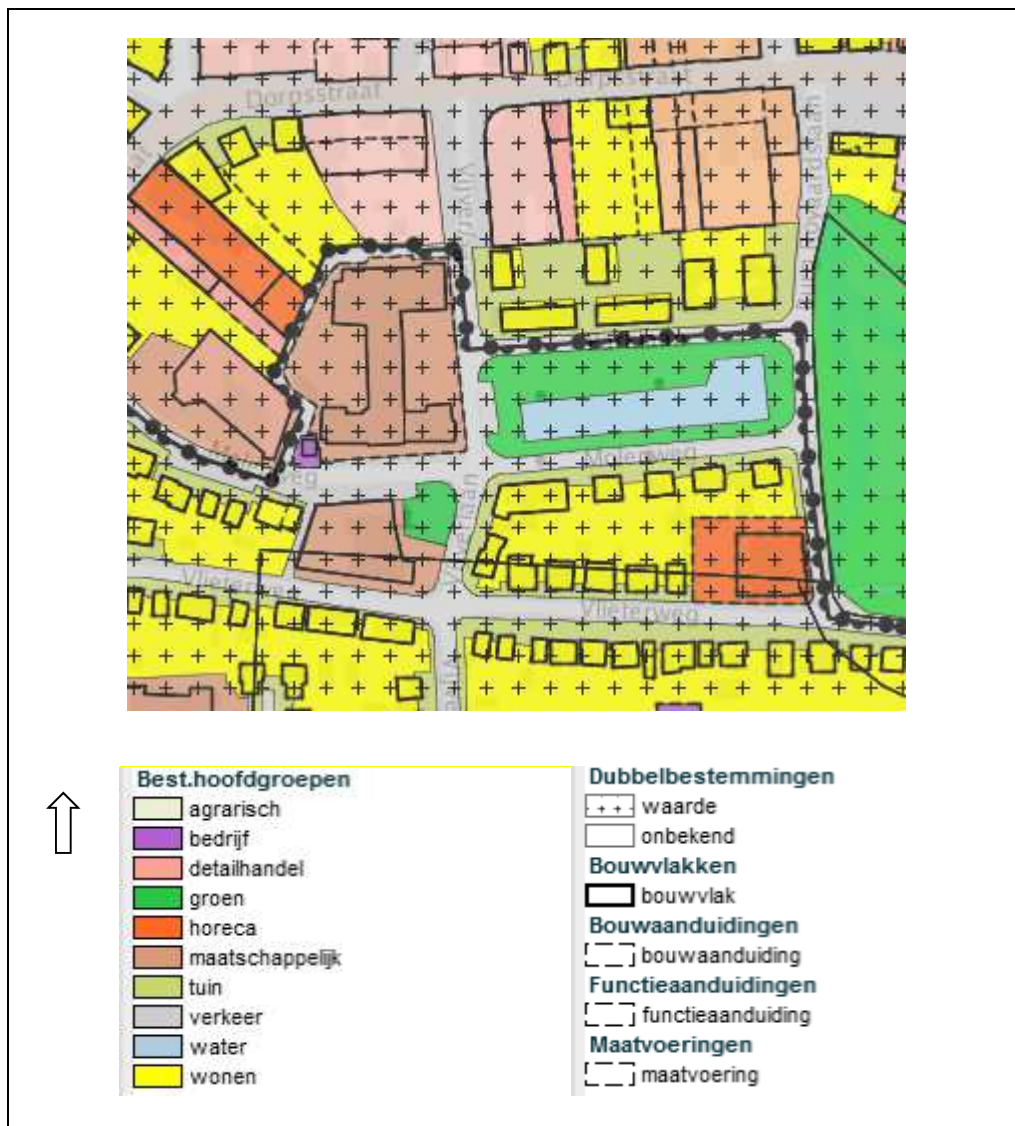 Dorpsstraat
Dorpsstraat
Molenweg
Vlieterweg
Vlieterweg
Best.hoofdgroepen
agrarisch
bedrijf
detailhandel
groen
horeca
maatschappelijk
tuin
verkeer
water
wonen
Dubbelbestemmingen
waarde
onbekend
Bouwvlakken
bouwvlak
Bouwaanduidingen
bouwaanduiding
Functieaanduidingen
functieaanduiding
Maatvoeringen
maatvoering